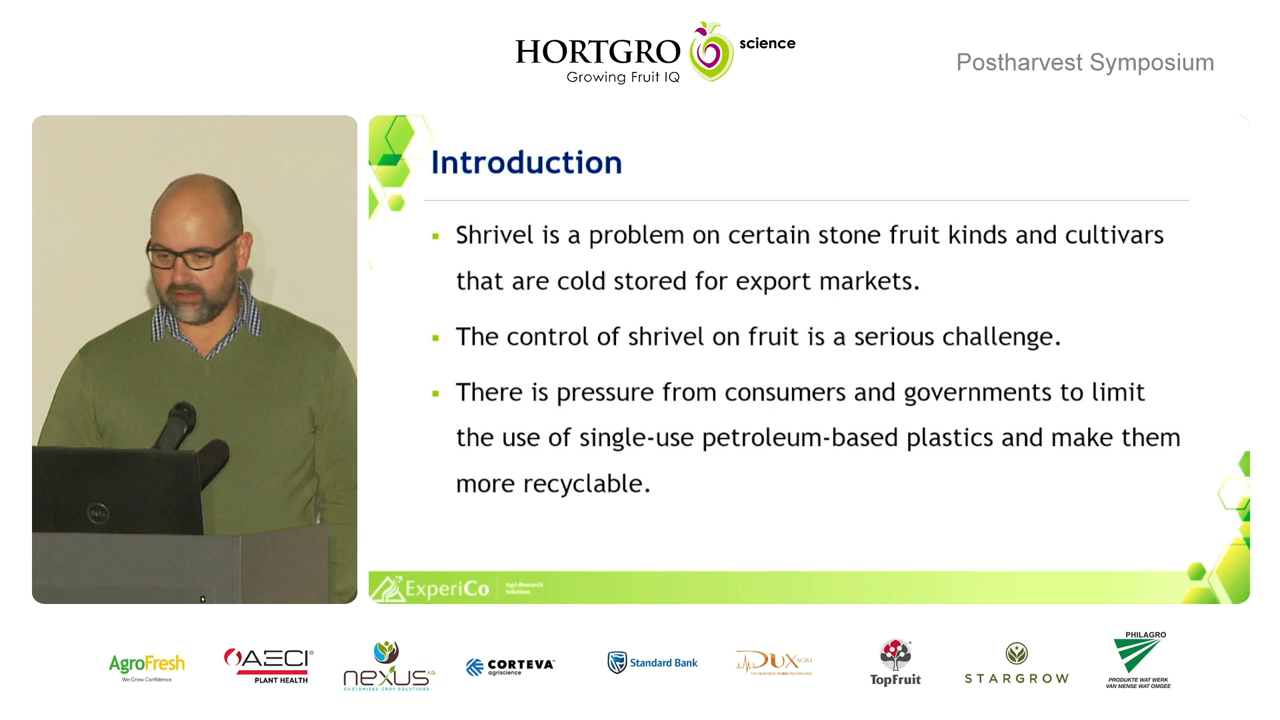 HORTGRO science
Growing Fruit IQ
Postharvest Symposium
Introduction
Shrivel is a problem on certain stone fruit kinds and cultivars
that are cold stored for export markets.
The control of shrivel on fruit is a serious challenge.
There is pressure from consumers and governments to limit
the use of single-use petroleum-based plastics and make them
more recyclable.
DELL
ExperiCo
Agri-Research
Solutions
AgroFresh
We Grow Confidence
AECI
PLANT HEALTH
nexus AG
CUSTOMISED CROP SOLUTIONS
CORTEVA
agriscience
Standard Bank
DUX AGRI
TopFruit
STARGROW
PHILAGRO
PRODUKTE WAT WERK
VAN MENSE WAT OMGEE